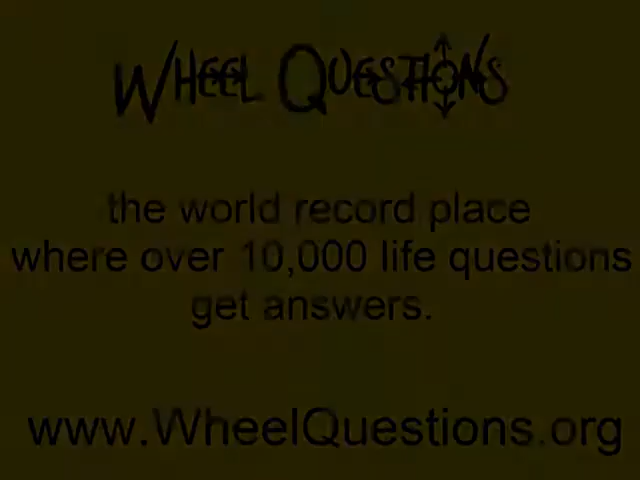 WHEEL QUESTIONS
the world record place
where over 10,000 life questions
get answers.
www.WheelQuestions.org